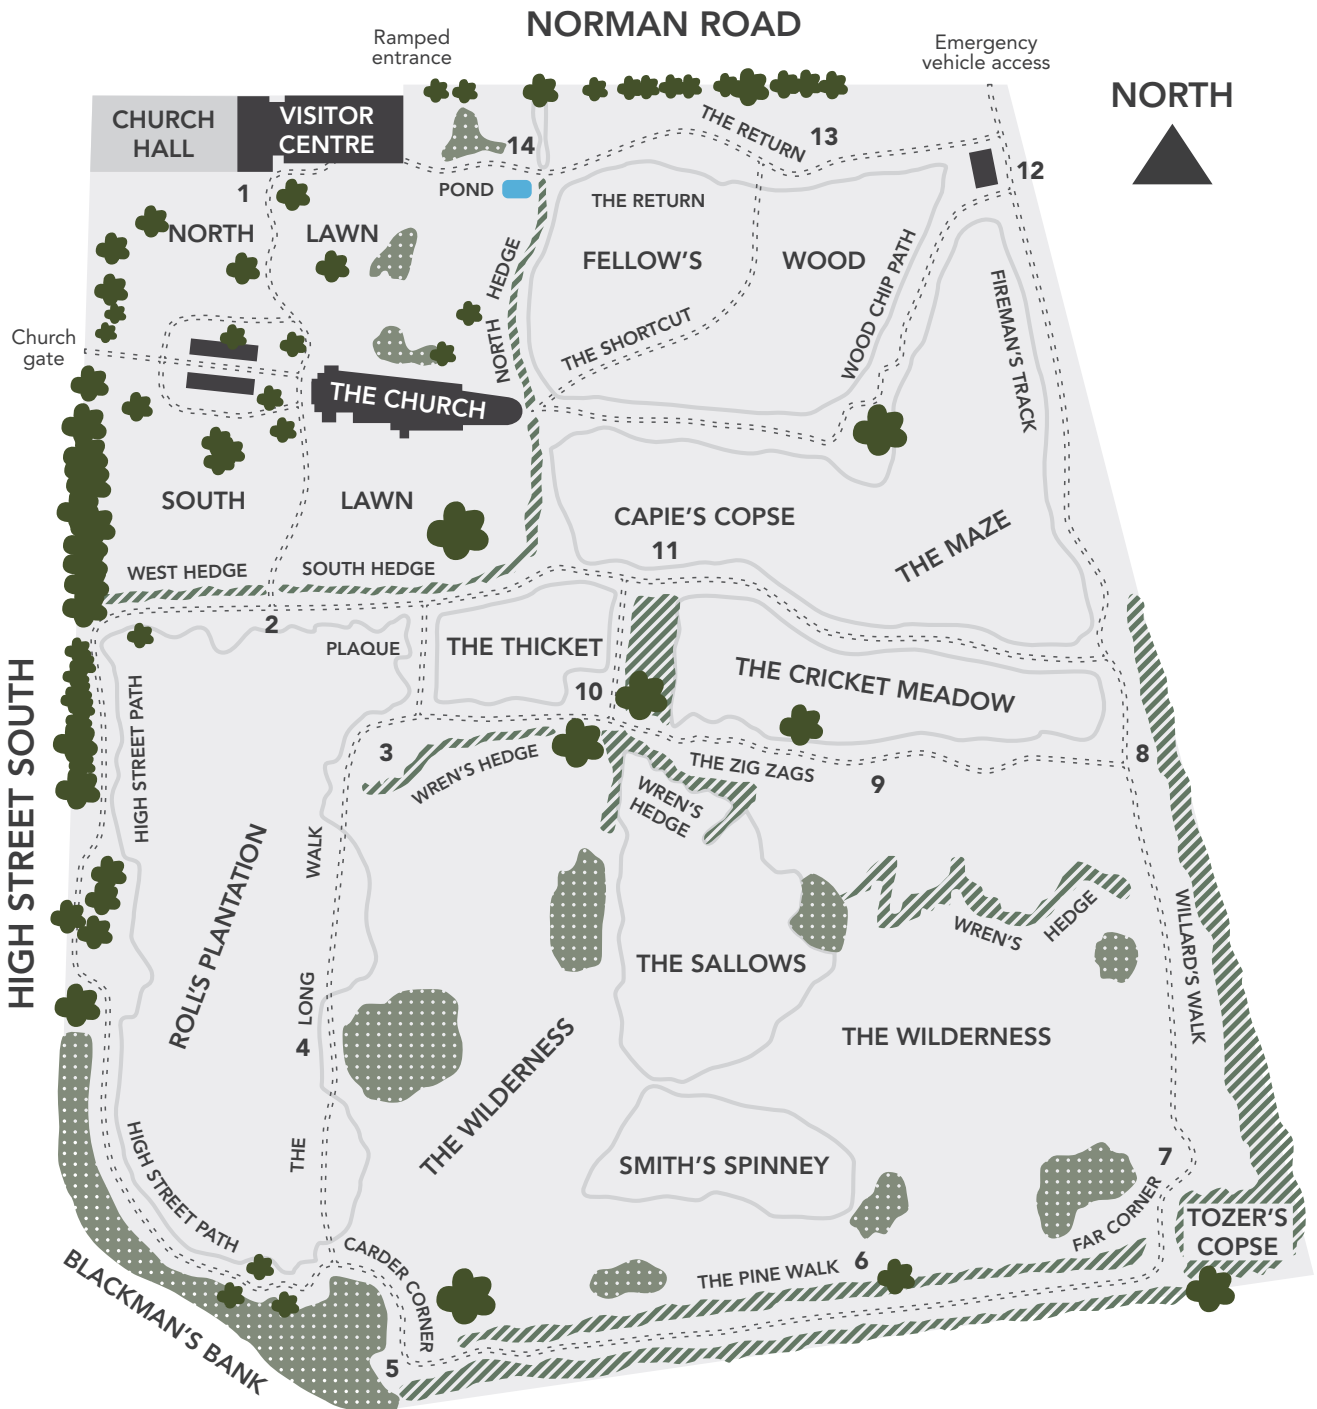 NORMAN ROAD
Ramped
entrance
Emergency
vehicle access
NORTH
CHURCH
HALL
VISITOR
CENTRE
THE RETURN
13
14
12
1
POND
THE RETURN
NORTH
LAWN
NORTH HEDGE
FELLOW'S
WOOD
WOOD CHIP PATH
FIREMAN'S TRACK
THE SHORTCUT
Church
gate
THE CHURCH
SOUTH
LAWN
CAPIE'S COPSE
11
THE MAZE
WEST HEDGE
SOUTH HEDGE
2
PLAQUE
THE THICKET
10
THE CRICKET MEADOW
HIGH STREET SOUTH
HIGH STREET PATH
3
WREN'S HEDGE
THE ZIG ZAGS
9
8
WREN'S
HEDGE
ROLL'S PLANTATION
THE LONG WALK
4
WREN'S HEDGE
WILLARD'S WALK
THE SALLOWS
THE WILDERNESS
THE WILDERNESS
HIGH STREET PATH
SMITH'S SPINNEY
7
FAR CORNER
TOZER'S
COPSE
CARDER CORNER
THE PINE WALK
6
BLACKMAN'S BANK
5